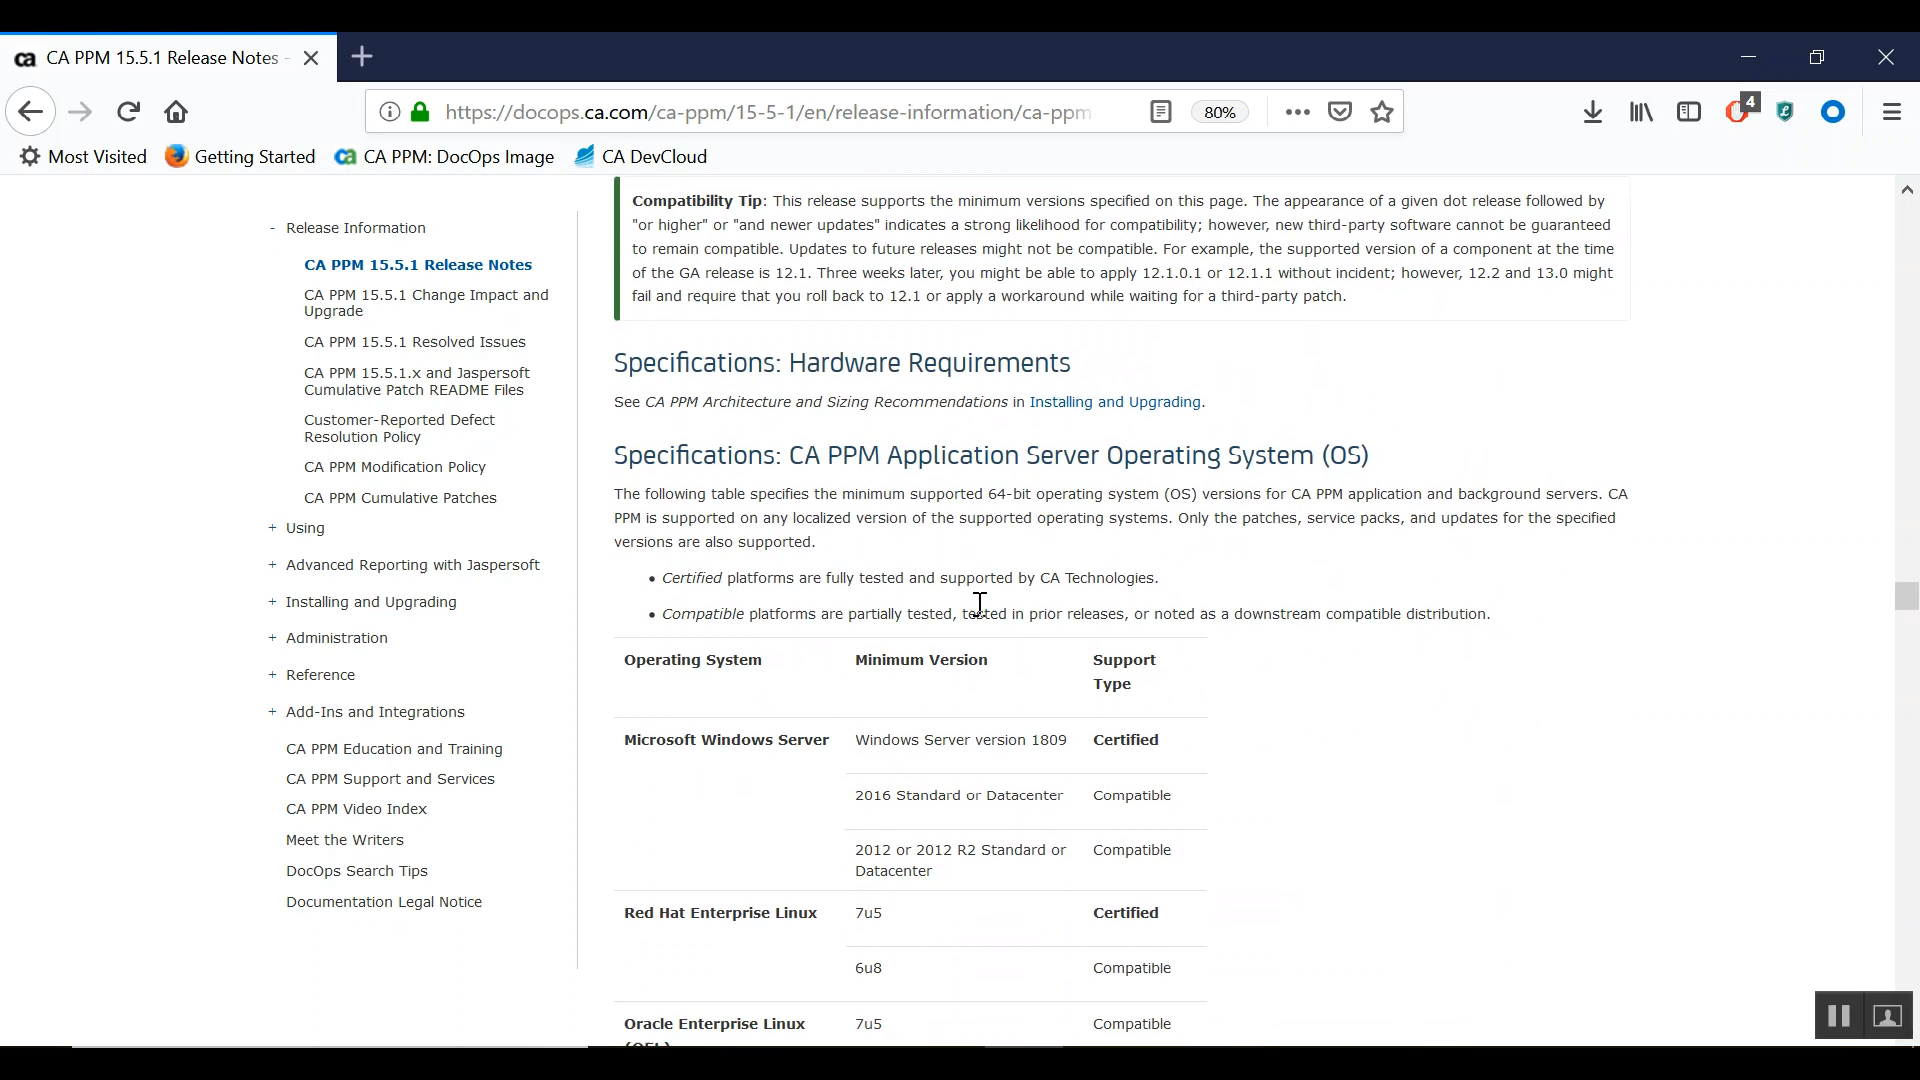 CA PPM 15.5.1 Release Notes -
https://docops.ca.com/ca-ppm/15-5-1/en/release-information/ca-ppm
80%
4
Most Visited
Getting Started
CA PPM: DocOps Image
CA DevCloud
- Release Information
CA PPM 15.5.1 Release Notes
CA PPM 15.5.1 Change Impact and
Upgrade
CA PPM 15.5.1 Resolved Issues
CA PPM 15.5.1.x and Jaspersoft
Cumulative Patch README Files
Customer-Reported Defect
Resolution Policy
CA PPM Modification Policy
CA PPM Cumulative Patches
+ Using
+ Advanced Reporting with Jaspersoft
+ Installing and Upgrading
+ Administration
+ Reference
+ Add-Ins and Integrations
CA PPM Education and Training
CA PPM Support and Services
CA PPM Video Index
Meet the Writers
DocOps Search Tips
Documentation Legal Notice
Compatibility Tip: This release supports the minimum versions specified on this page. The appearance of a given dot release followed by
"or higher" or "and newer updates" indicates a strong likelihood for compatibility; however, new third-party software cannot be guaranteed
to remain compatible. Updates to future releases might not be compatible. For example, the supported version of a component at the time
of the GA release is 12.1. Three weeks later, you might be able to apply 12.1.0.1 or 12.1.1 without incident; however, 12.2 and 13.0 might
fail and require that you roll back to 12.1 or apply a workaround while waiting for a third-party patch.
Specifications: Hardware Requirements
See CA PPM Architecture and Sizing Recommendations in Installing and Upgrading.
Specifications: CA PPM Application Server Operating System (OS)
The following table specifies the minimum supported 64-bit operating system (OS) versions for CA PPM application and background servers. CA
PPM is supported on any localized version of the supported operating systems. Only the patches, service packs, and updates for the specified
versions are also supported.
• Certified platforms are fully tested and supported by CA Technologies.
• Compatible platforms are partially tested, tested in prior releases, or noted as a downstream compatible distribution.
Operating System Minimum Version Support
Type
Microsoft Windows Server Windows Server version 1809 Certified
2016 Standard or Datacenter Compatible
2012 or 2012 R2 Standard or Compatible
Datacenter
Red Hat Enterprise Linux 7u5 Certified
6u8 Compatible
Oracle Enterprise Linux 7u5 Compatible